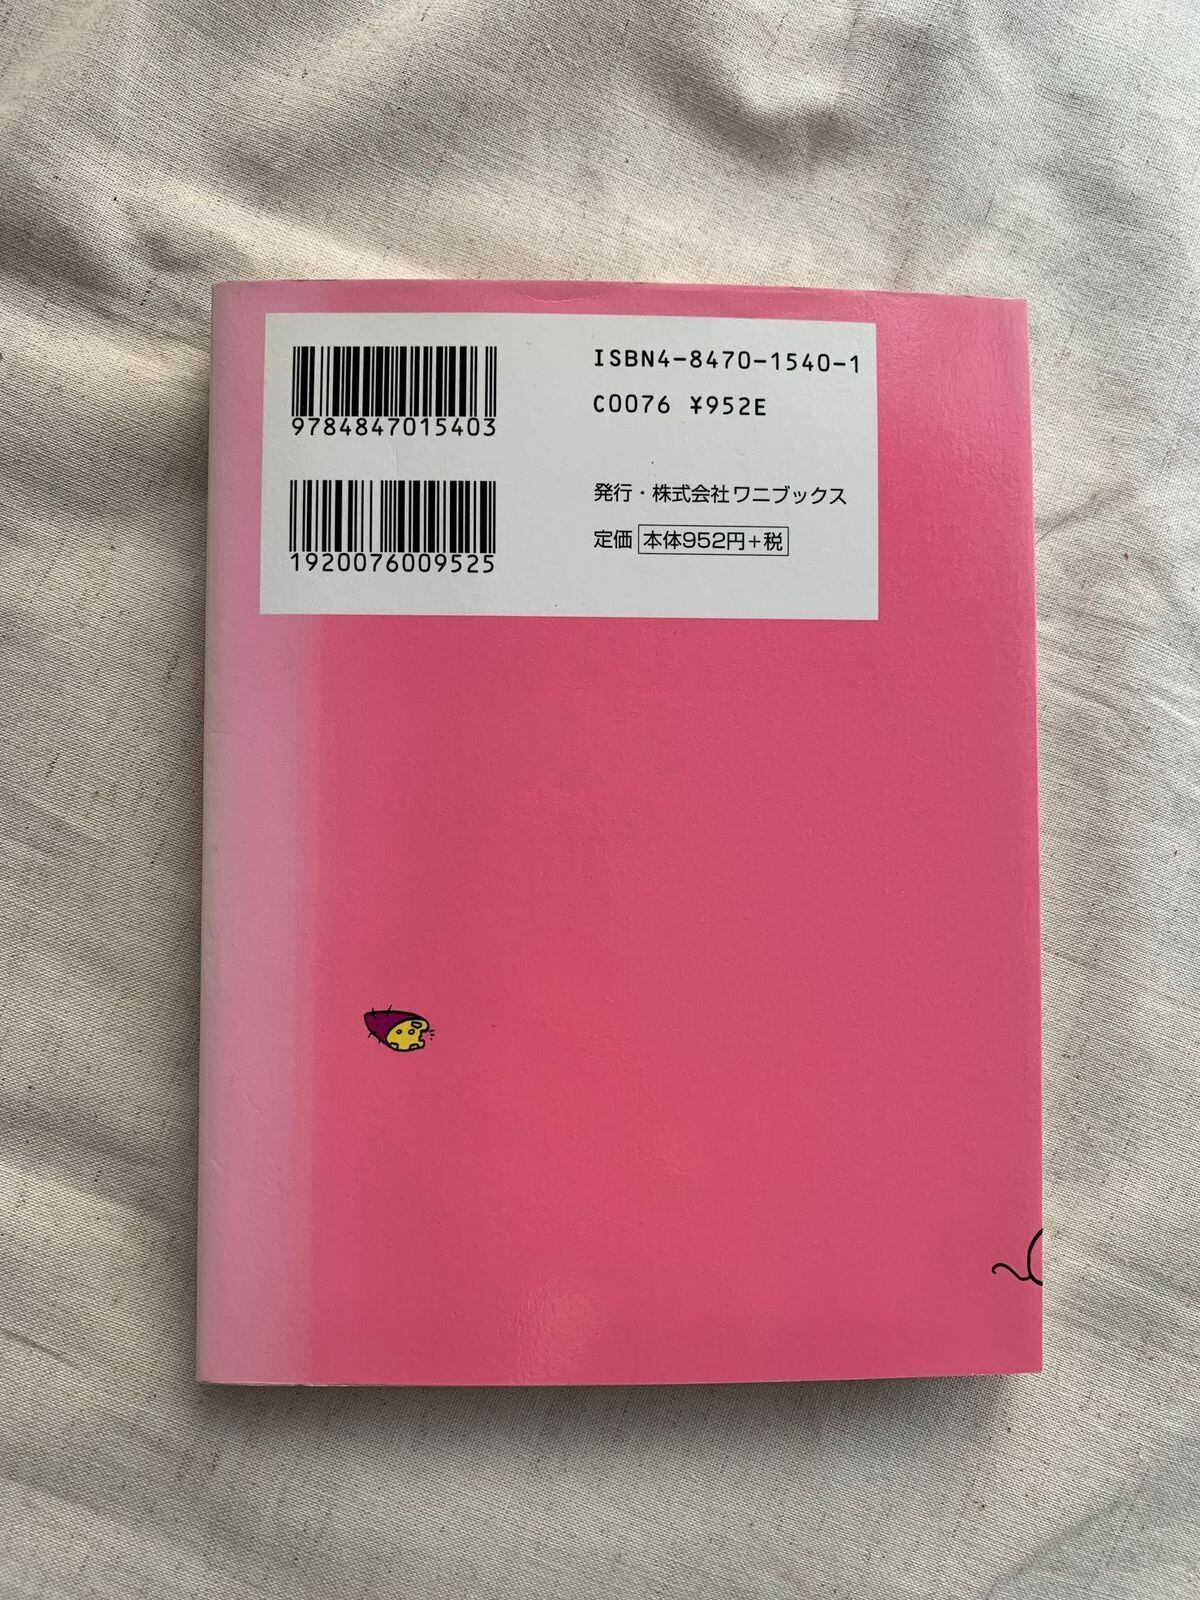 9784847015403
ISBN4-8470-1540-1
C0076 ¥952E
1920076009525
発行・株式会社ワニブックス
定価 本体952円+税